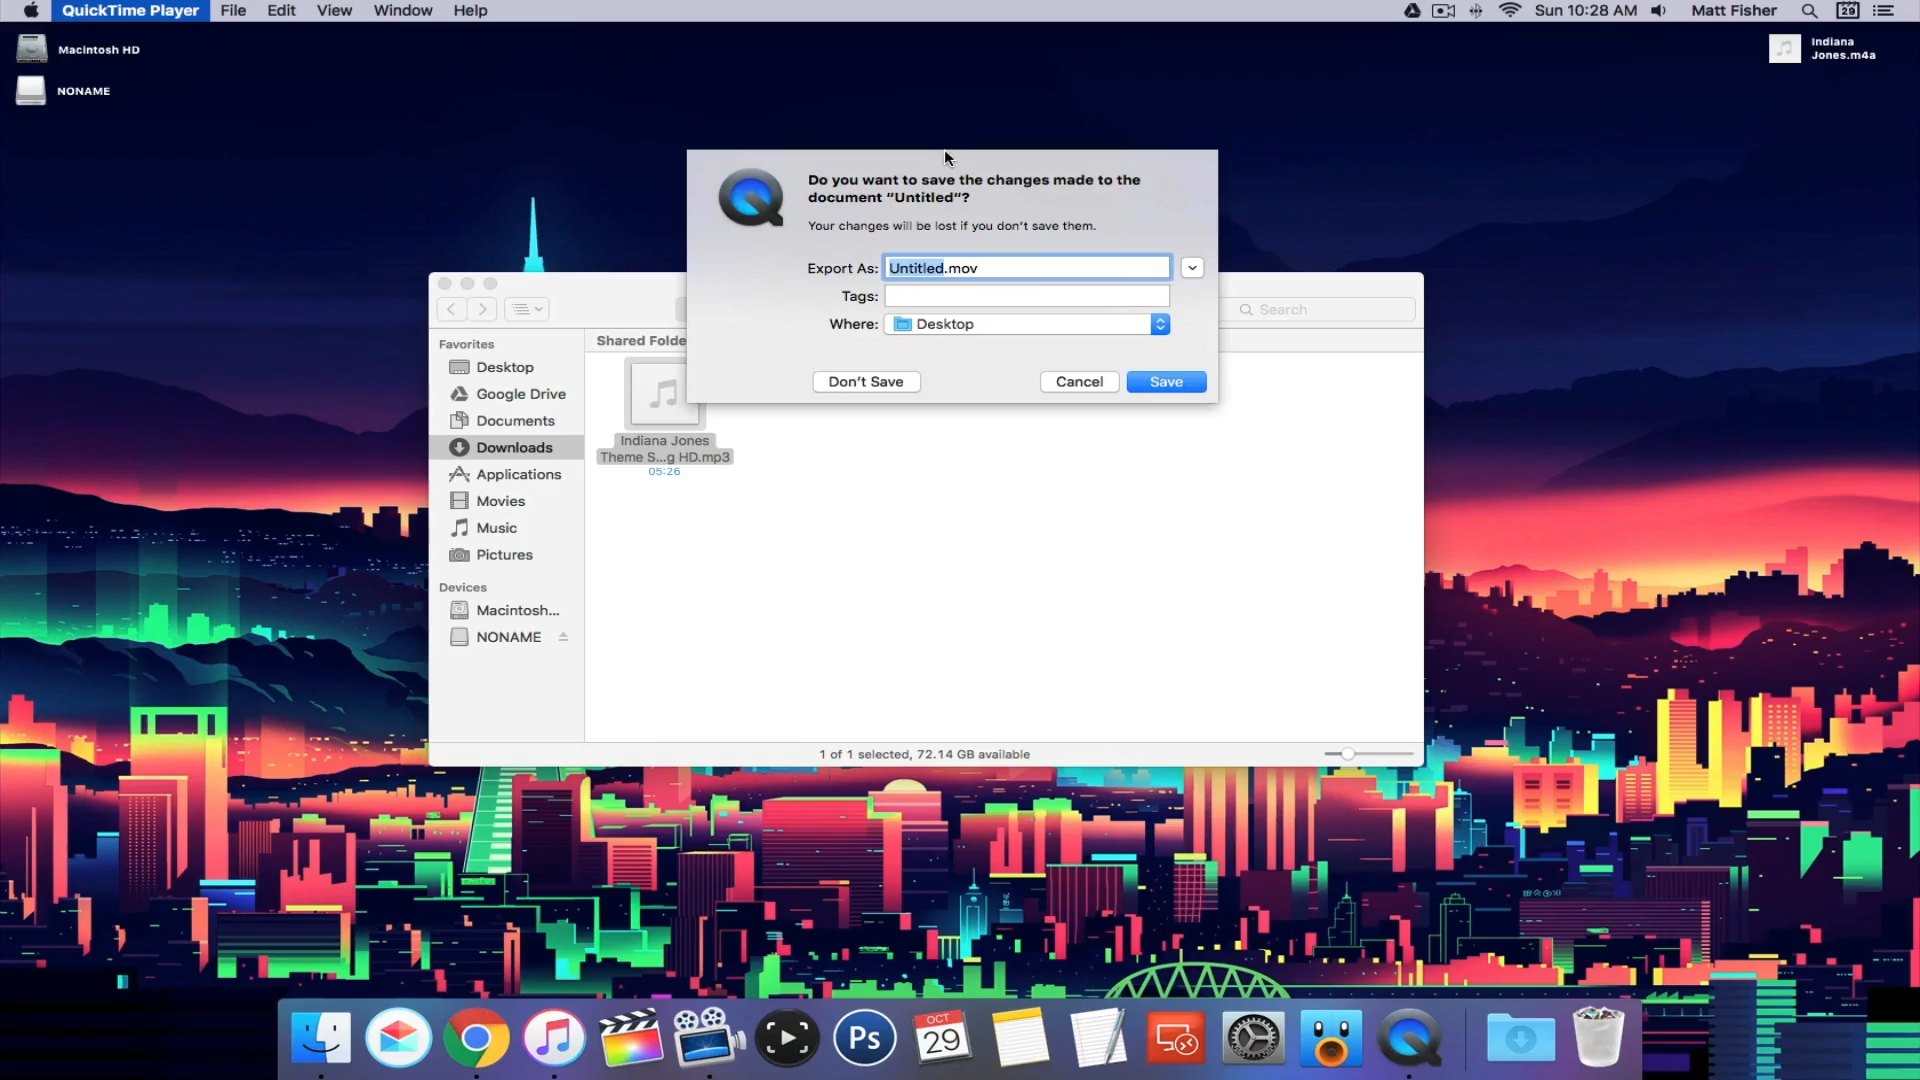 QuickTime Player File Edit View Window Help
Sun 10:28 AM Matt Fisher 29
Macintosh HD
NONAME
Indiana
Jones.m4a
Do you want to save the changes made to the
document “Untitled“?
Your changes will be lost if you don't save them.
Export As: Untitled.mov
Tags:
Where: Desktop
Don't Save Cancel Save
Search
Favorites
Desktop
Google Drive
Documents
Downloads
Applications
Movies
Music
Pictures
Devices
Macintosh...
NONAME
Shared Folde
Indiana Jones
Theme S...g HD.mp3
05:26
1 of 1 selected, 72.14 GB available
Ps
OCT
29